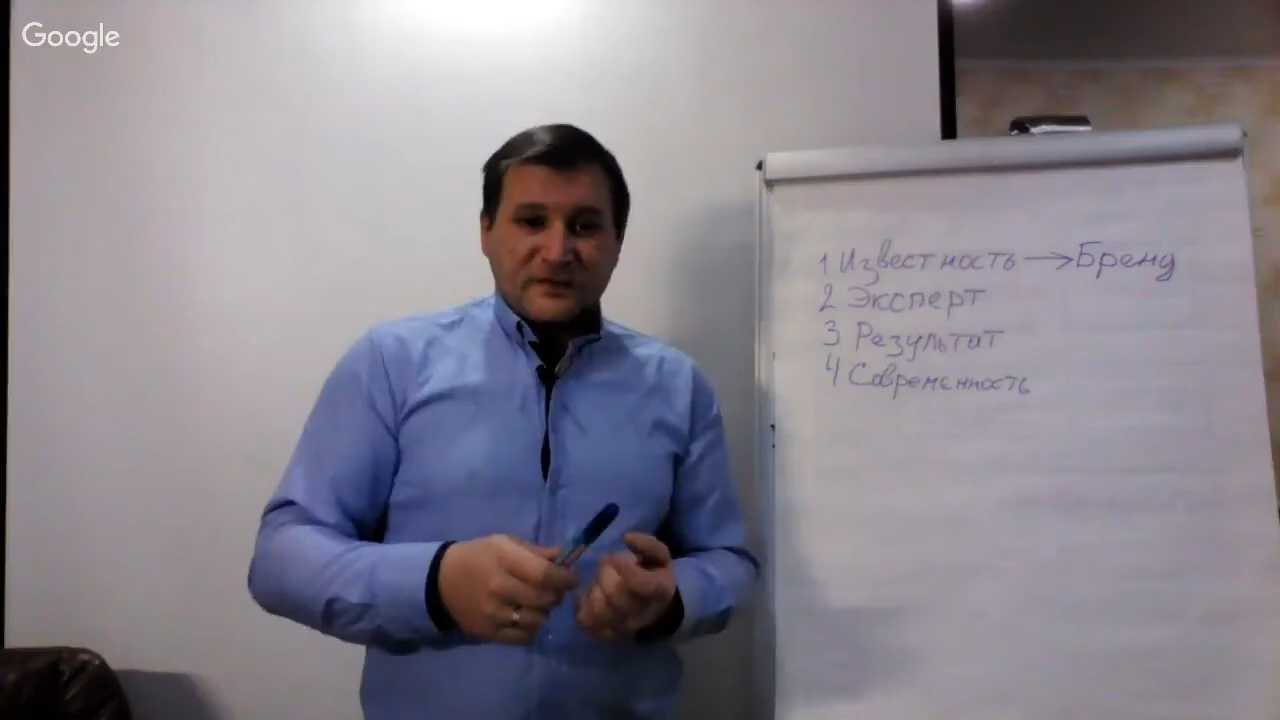 Google
1 Известность → Бренд
2 Эксперт
3 Результат
4 Современность